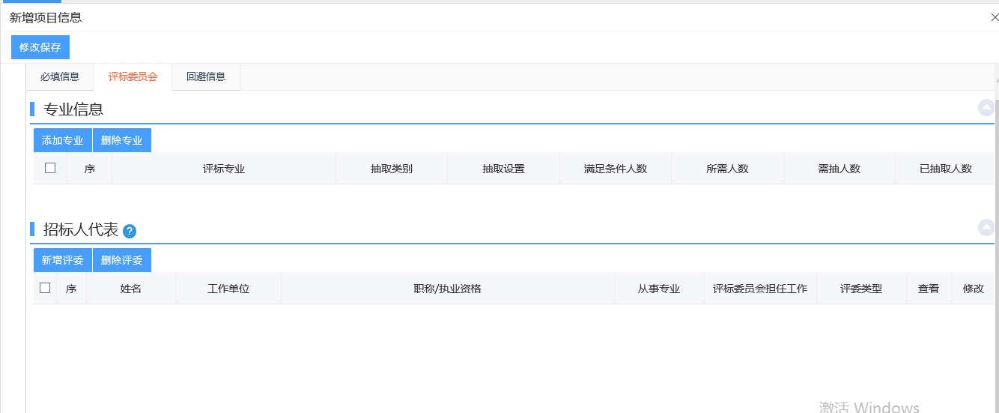 新增项目信息
修改保存
必填信息 评标委员会 回避信息
专业信息
添加专业 删除专业
序 评标专业 抽取类别 抽取设置 满足条件人数 所需人数 需抽人数 已抽取人数
招标人代表 ?
新增评委 删除评委
序 姓名 工作单位 职称/执业资格 从事专业 评标委员会担任工作 评委类型 查看 修改
激活 Windows